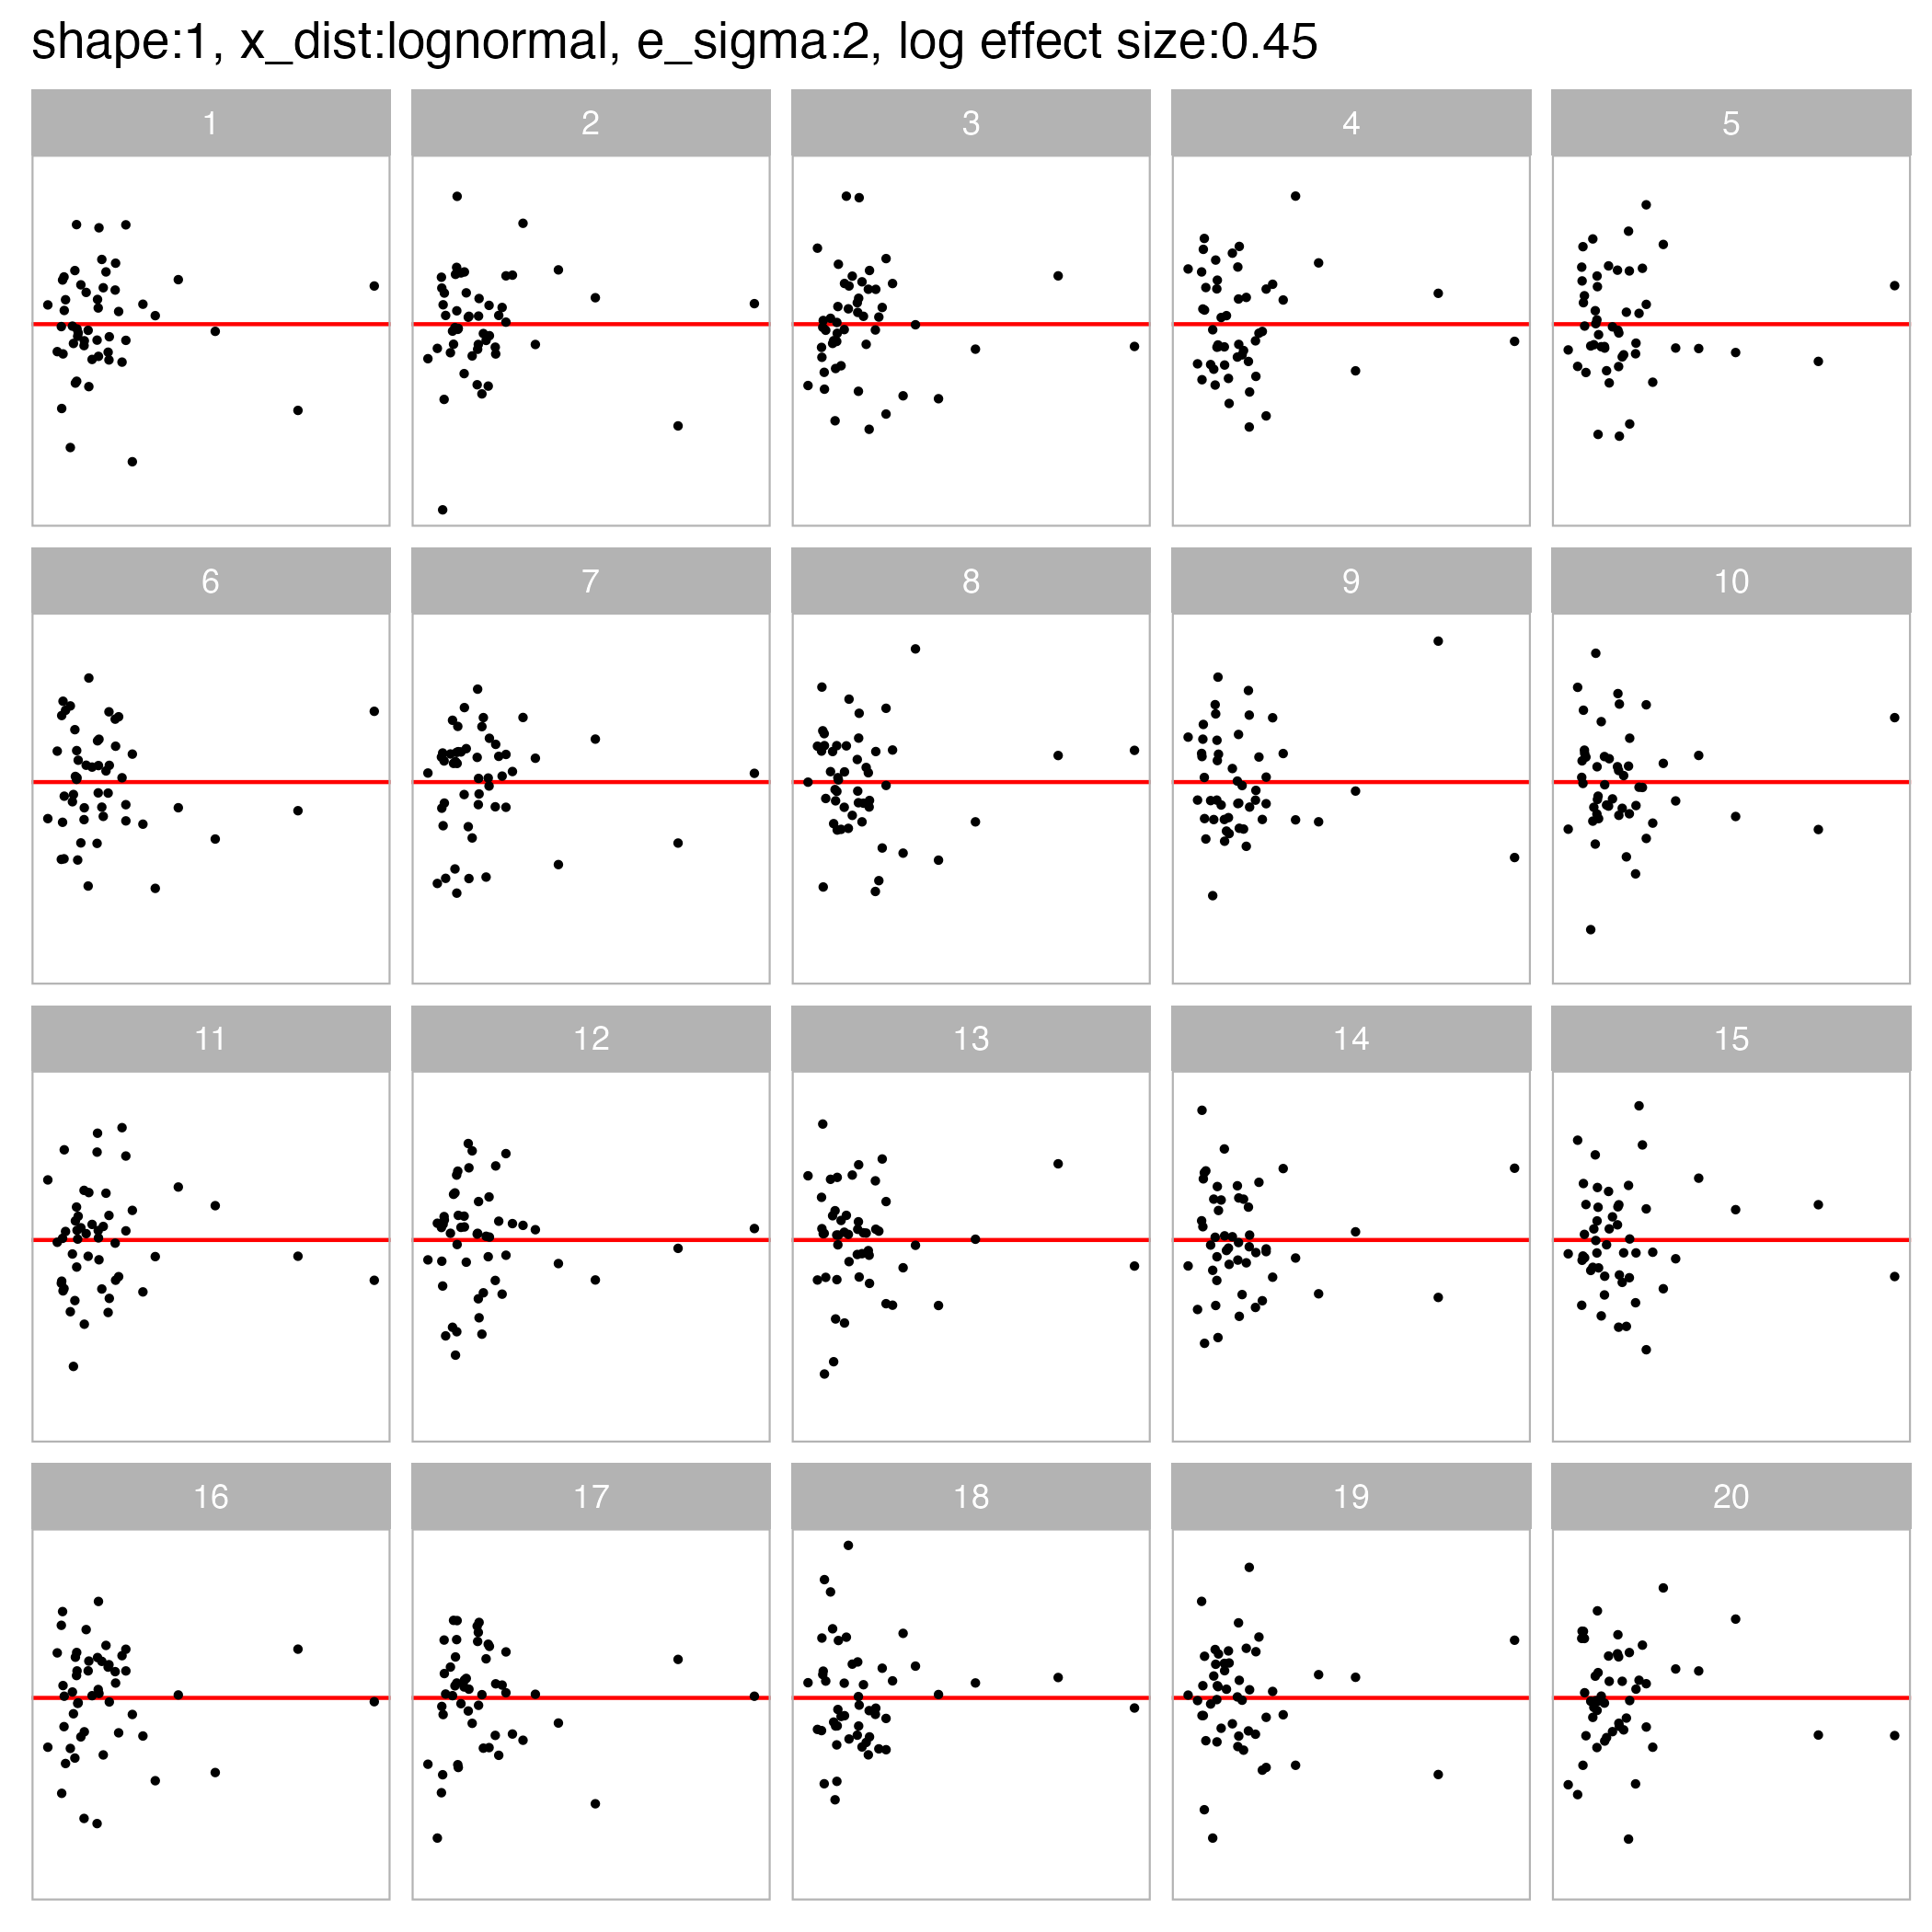 shape:1, x_dist:lognormal, e_sigma:2, log effect size:0.45
1 2 3 4 5
6 7 8 9 10
11 12 13 14 15
16 17 18 19 20